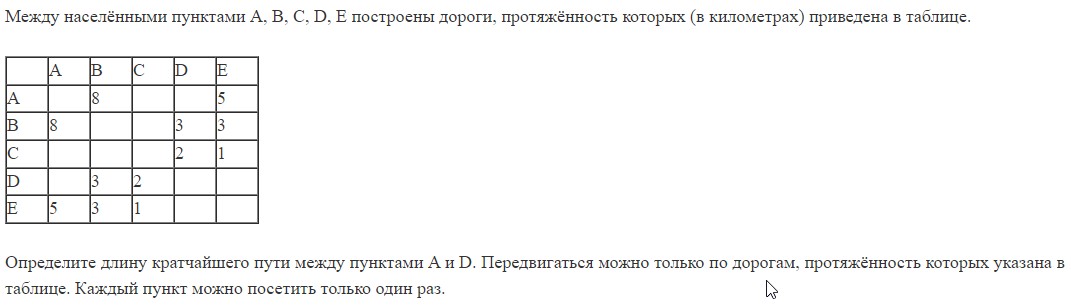 Между населёнными пунктами A, B, C, D, E построены дороги, протяжённость которых (в километрах) приведена в таблице.
A B C D E
A 8 5
B 8 3 3
C 2 1
D 3 2
E 5 3 1
Определите длину кратчайшего пути между пунктами A и D. Передвигаться можно только по дорогам, протяжённость которых указана в
таблице. Каждый пункт можно посетить только один раз.